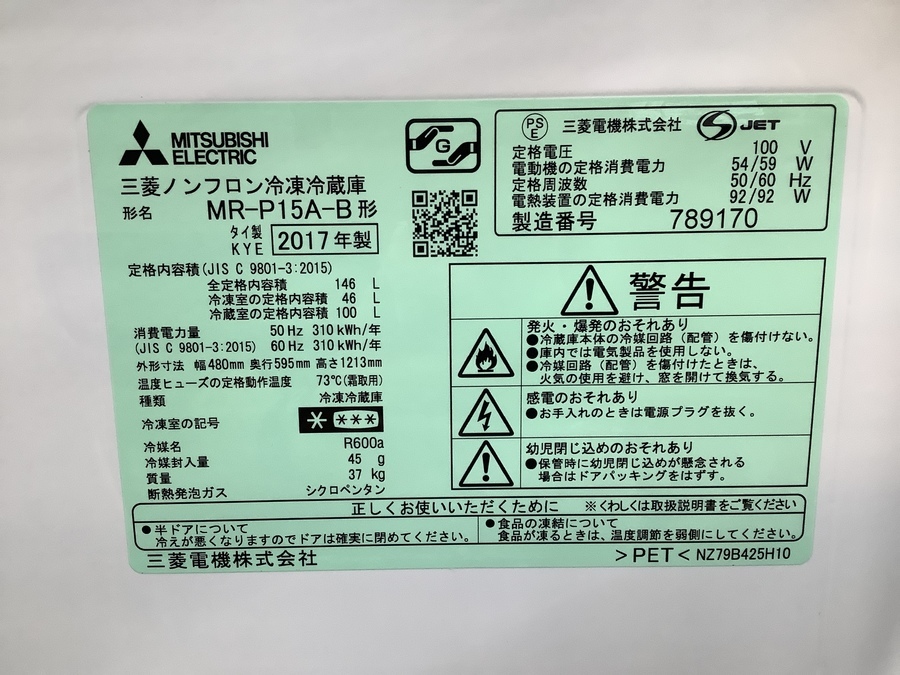 MITSUBISHI
ELECTRIC
G
三菱ノンフロン冷凍冷蔵庫
形名 MR-P15A-B形
タイ製
KYE
2017年製
定格内容積(JIS C 9801-3:2015)
全定格内容積 146 L
冷凍室の定格内容積 46 L
冷蔵室の定格内容積 100 L
消費電力量 50 Hz 310 kWh/年
(JIS C 9801-3:2015) 60 Hz 310 kWh/年
外形寸法 幅480mm 奥行595mm 高さ1213mm
温度ヒューズの定格動作温度 73℃(霜取用)
種類 冷凍冷蔵庫
冷凍室の記号 * ***
冷媒名 R600a
冷媒封入量 45 g
質量 37 kg
断熱発泡ガス シクロペンタン
PS
E
三菱電機株式会社
JET
定格電圧 100 V
電動機の定格消費電力 54/59 W
定格周波数 50/60 Hz
電熱装置の定格消費電力 92/92 W
製造番号 789170
警告
発火・爆発のおそれあり
●冷蔵庫本体の冷媒回路(配管)を傷付けない。
●庫内では電気製品を使用しない。
●冷媒回路(配管)を傷付けたときは、
火気の使用を避け、窓を開けて換気する。
感電のおそれあり
●お手入れのときは電源プラグを抜く。
幼児閉じ込めのおそれあり
●保管時に幼児閉じ込めが懸念される
場合はドアパッキングをはずす。
正しくお使いいただくために ※くわしくは取扱説明書をご覧ください
●半ドアについて
冷えが悪くなりますのでドアは確実に閉めてください。
●食品の凍結について
食品が凍るときは、温度調節を弱側にしてください。
三菱電機株式会社
>PET< NZ79B425H10